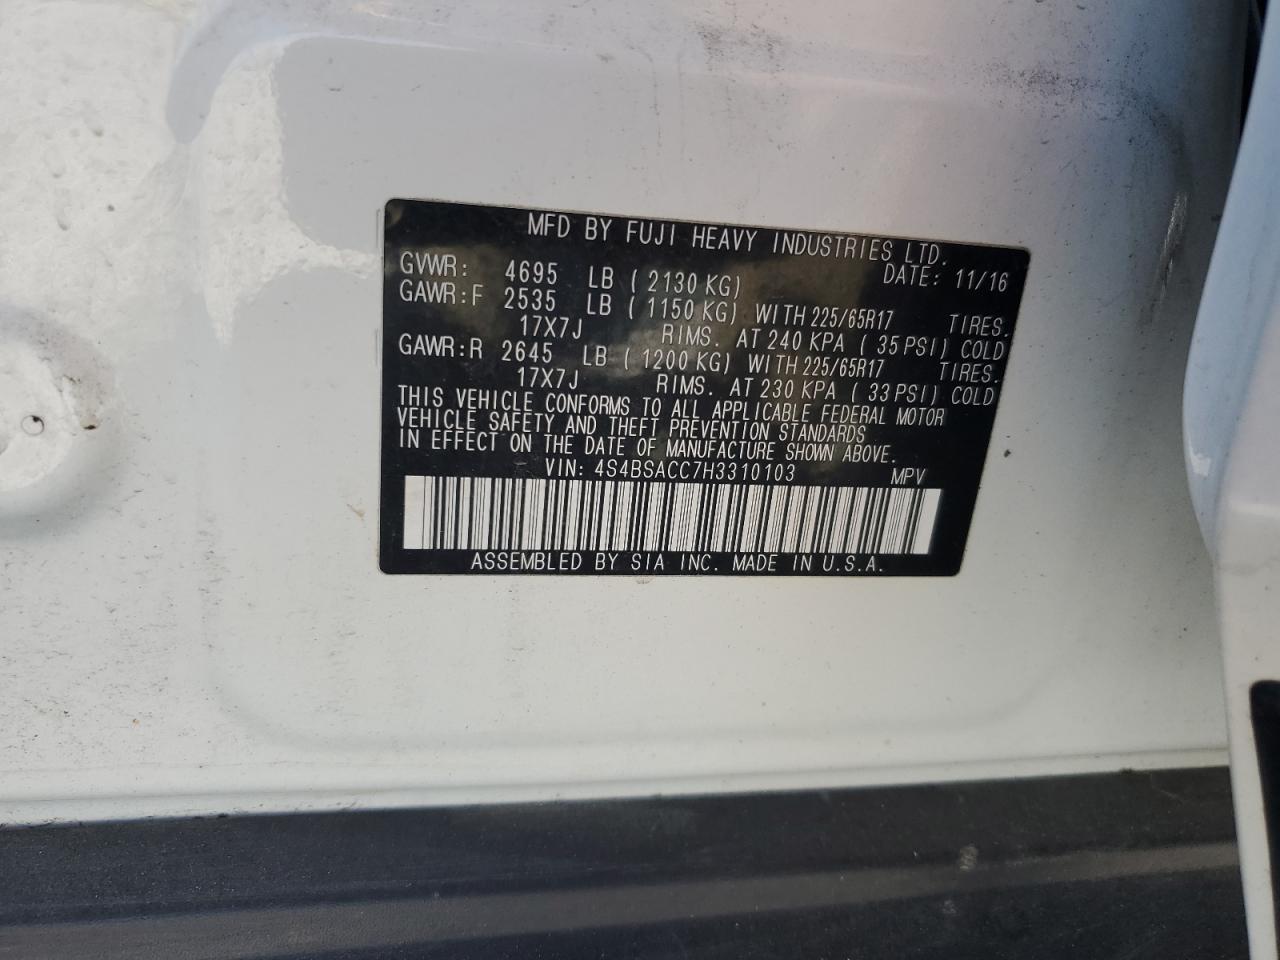 MFD BY FUJI HEAVY INDUSTRIES LTD.
GVWR: 4695 LB ( 2130 KG) DATE: 11/16
GAWR:F 2535 LB ( 1150 KG) WITH 225/65R17 TIRES.
17X7J RIMS. AT 240 KPA ( 35 PSI) COLD
GAWR:R 2645 LB ( 1200 KG) WITH 225/65R17 TIRES.
17X7J RIMS. AT 230 KPA ( 33 PSI) COLD
THIS VEHICLE CONFORMS TO ALL APPLICABLE FEDERAL MOTOR
VEHICLE SAFETY AND THEFT PREVENTION STANDARDS
IN EFFECT ON THE DATE OF MANUFACTURE SHOWN ABOVE.
VIN: 4S4BSACC7H3310103 MPV
ASSEMBLED BY SIA INC. MADE IN U.S.A.